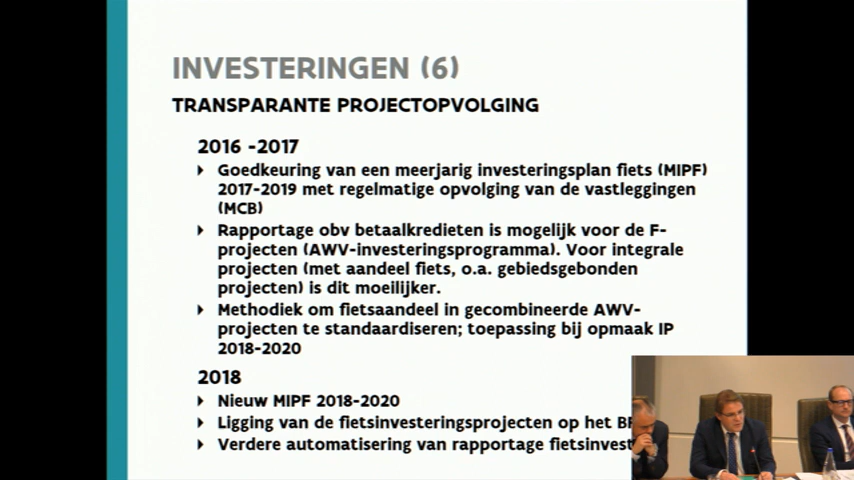 INVESTERINGEN (6)
TRANSPARANTE PROJECTOPVOLGING
2016 -2017
Goedkeuring van een meerjarig investeringsplan fiets (MIPF)
2017-2019 met regelmatige opvolging van de vastleggingen
(MCB)
Rapportage obv betaalkredieten is mogelijk voor de F-
projecten (AWV-investeringsprogramma). Voor integrale
projecten (met aandeel fiets, o.a. gebiedsgebonden
projecten) is dit moeilijker.
Methodiek om fietsaandeel in gecombineerde AWV-
projecten te standaardiseren; toepassing bij opmaak IP
2018-2020
2018
Nieuw MIPF 2018-2020
Ligging van de fietsinvesteringsprojecten op het
Verdere automatisering van rapportage fietsinvest